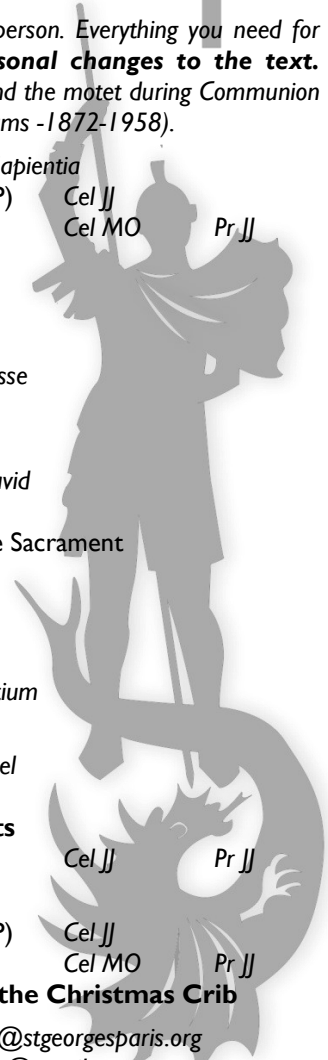 person. Everything you need for
sonal changes to the text.
nd the motet during Communion
ms -1872-1958).
apientia
P) Cel JJ
Cel MO Pr JJ
sse
vid
e Sacrament
tium
el
ts
Cel JJ Pr JJ
P) Cel JJ
Cel MO Pr JJ
the Christmas Crib
@stgeorgesparis.org